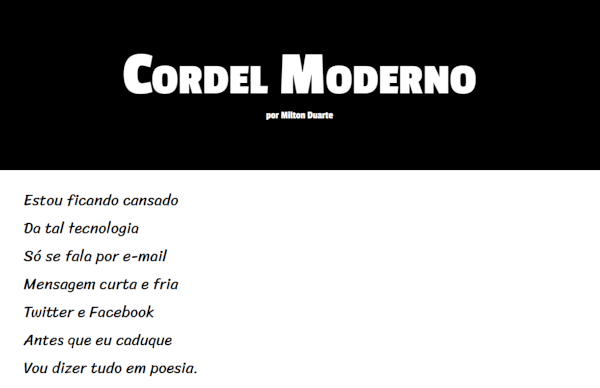 Cordel Moderno
por Milton Duarte
Estou ficando cansado
Da tal tecnologia
Só se fala por e-mail
Mensagem curta e fria
Twitter e Facebook
Antes que eu caduque
Vou dizer tudo em poesia.